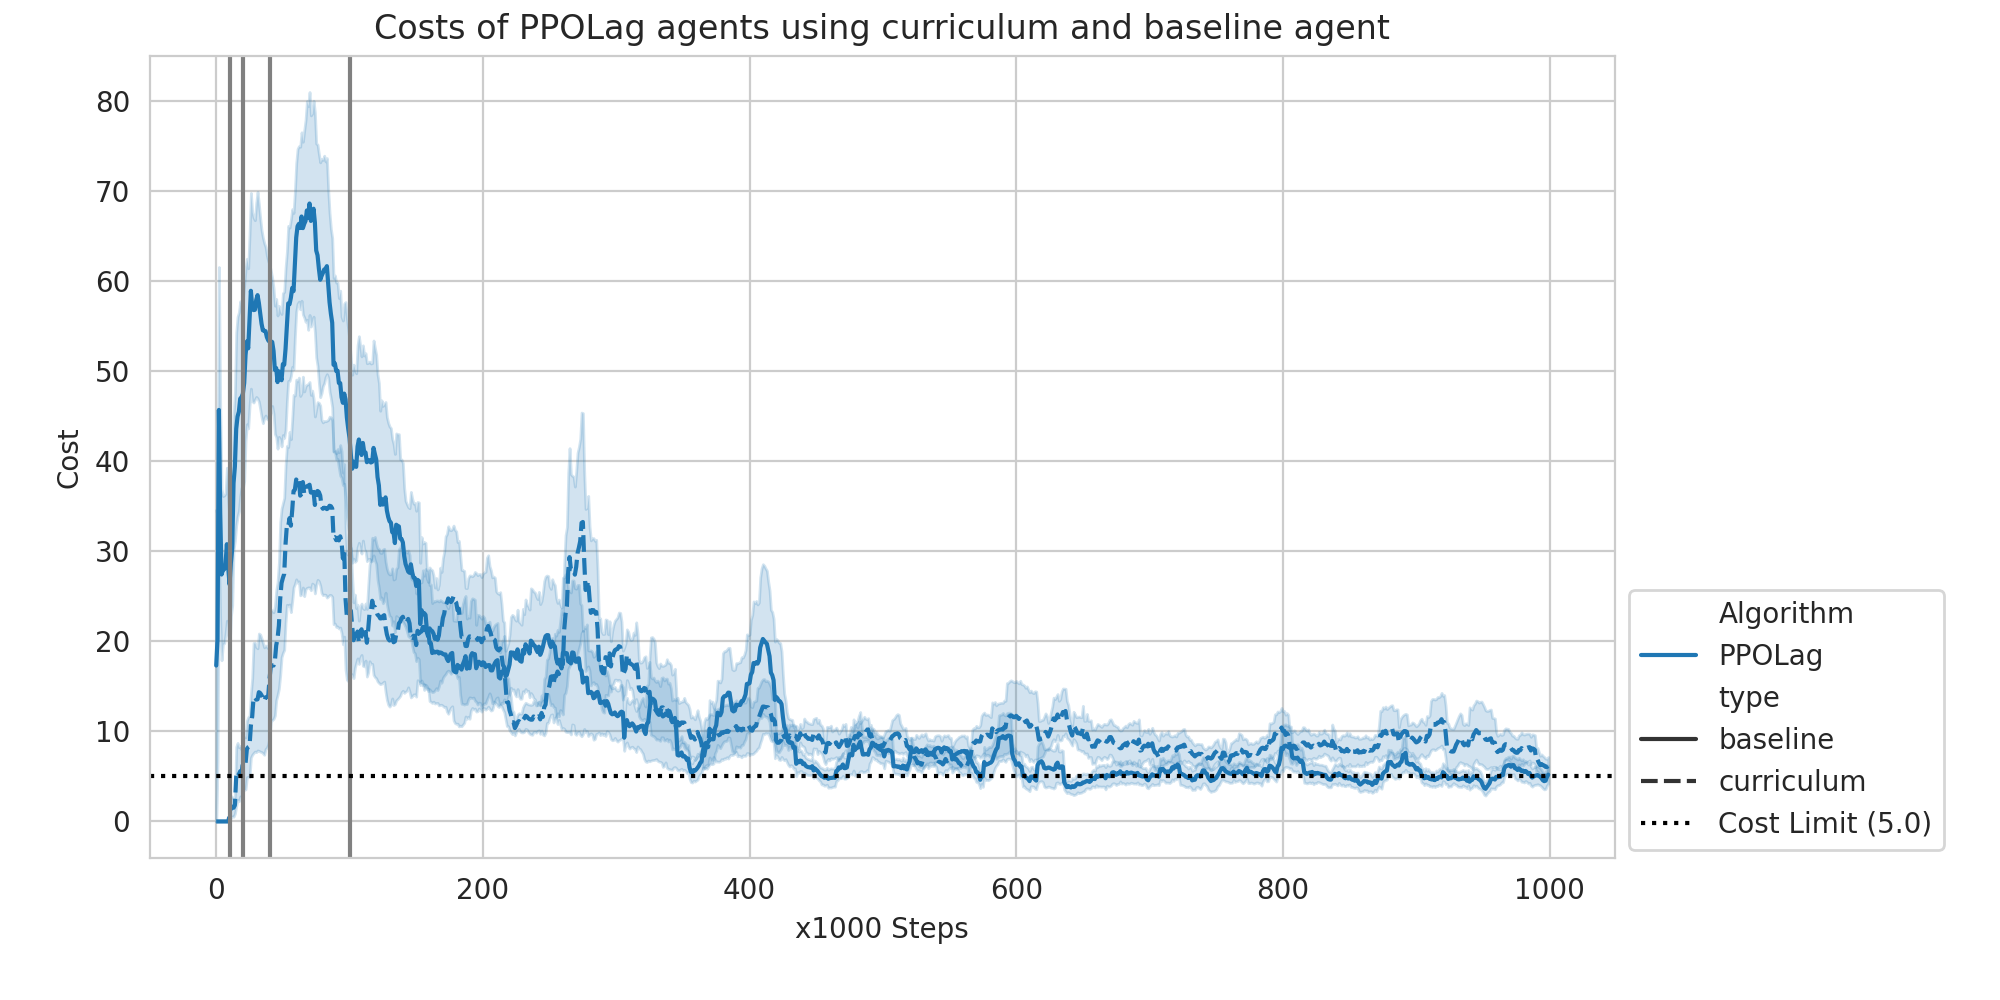 Costs of PPOLag agents using curriculum and baseline agent
80
70
60
50
40
30
20
10
0
Cost
0 200 400 600 800 1000
x1000 Steps
Algorithm
PPOLag
type
baseline
curriculum
Cost Limit (5.0)